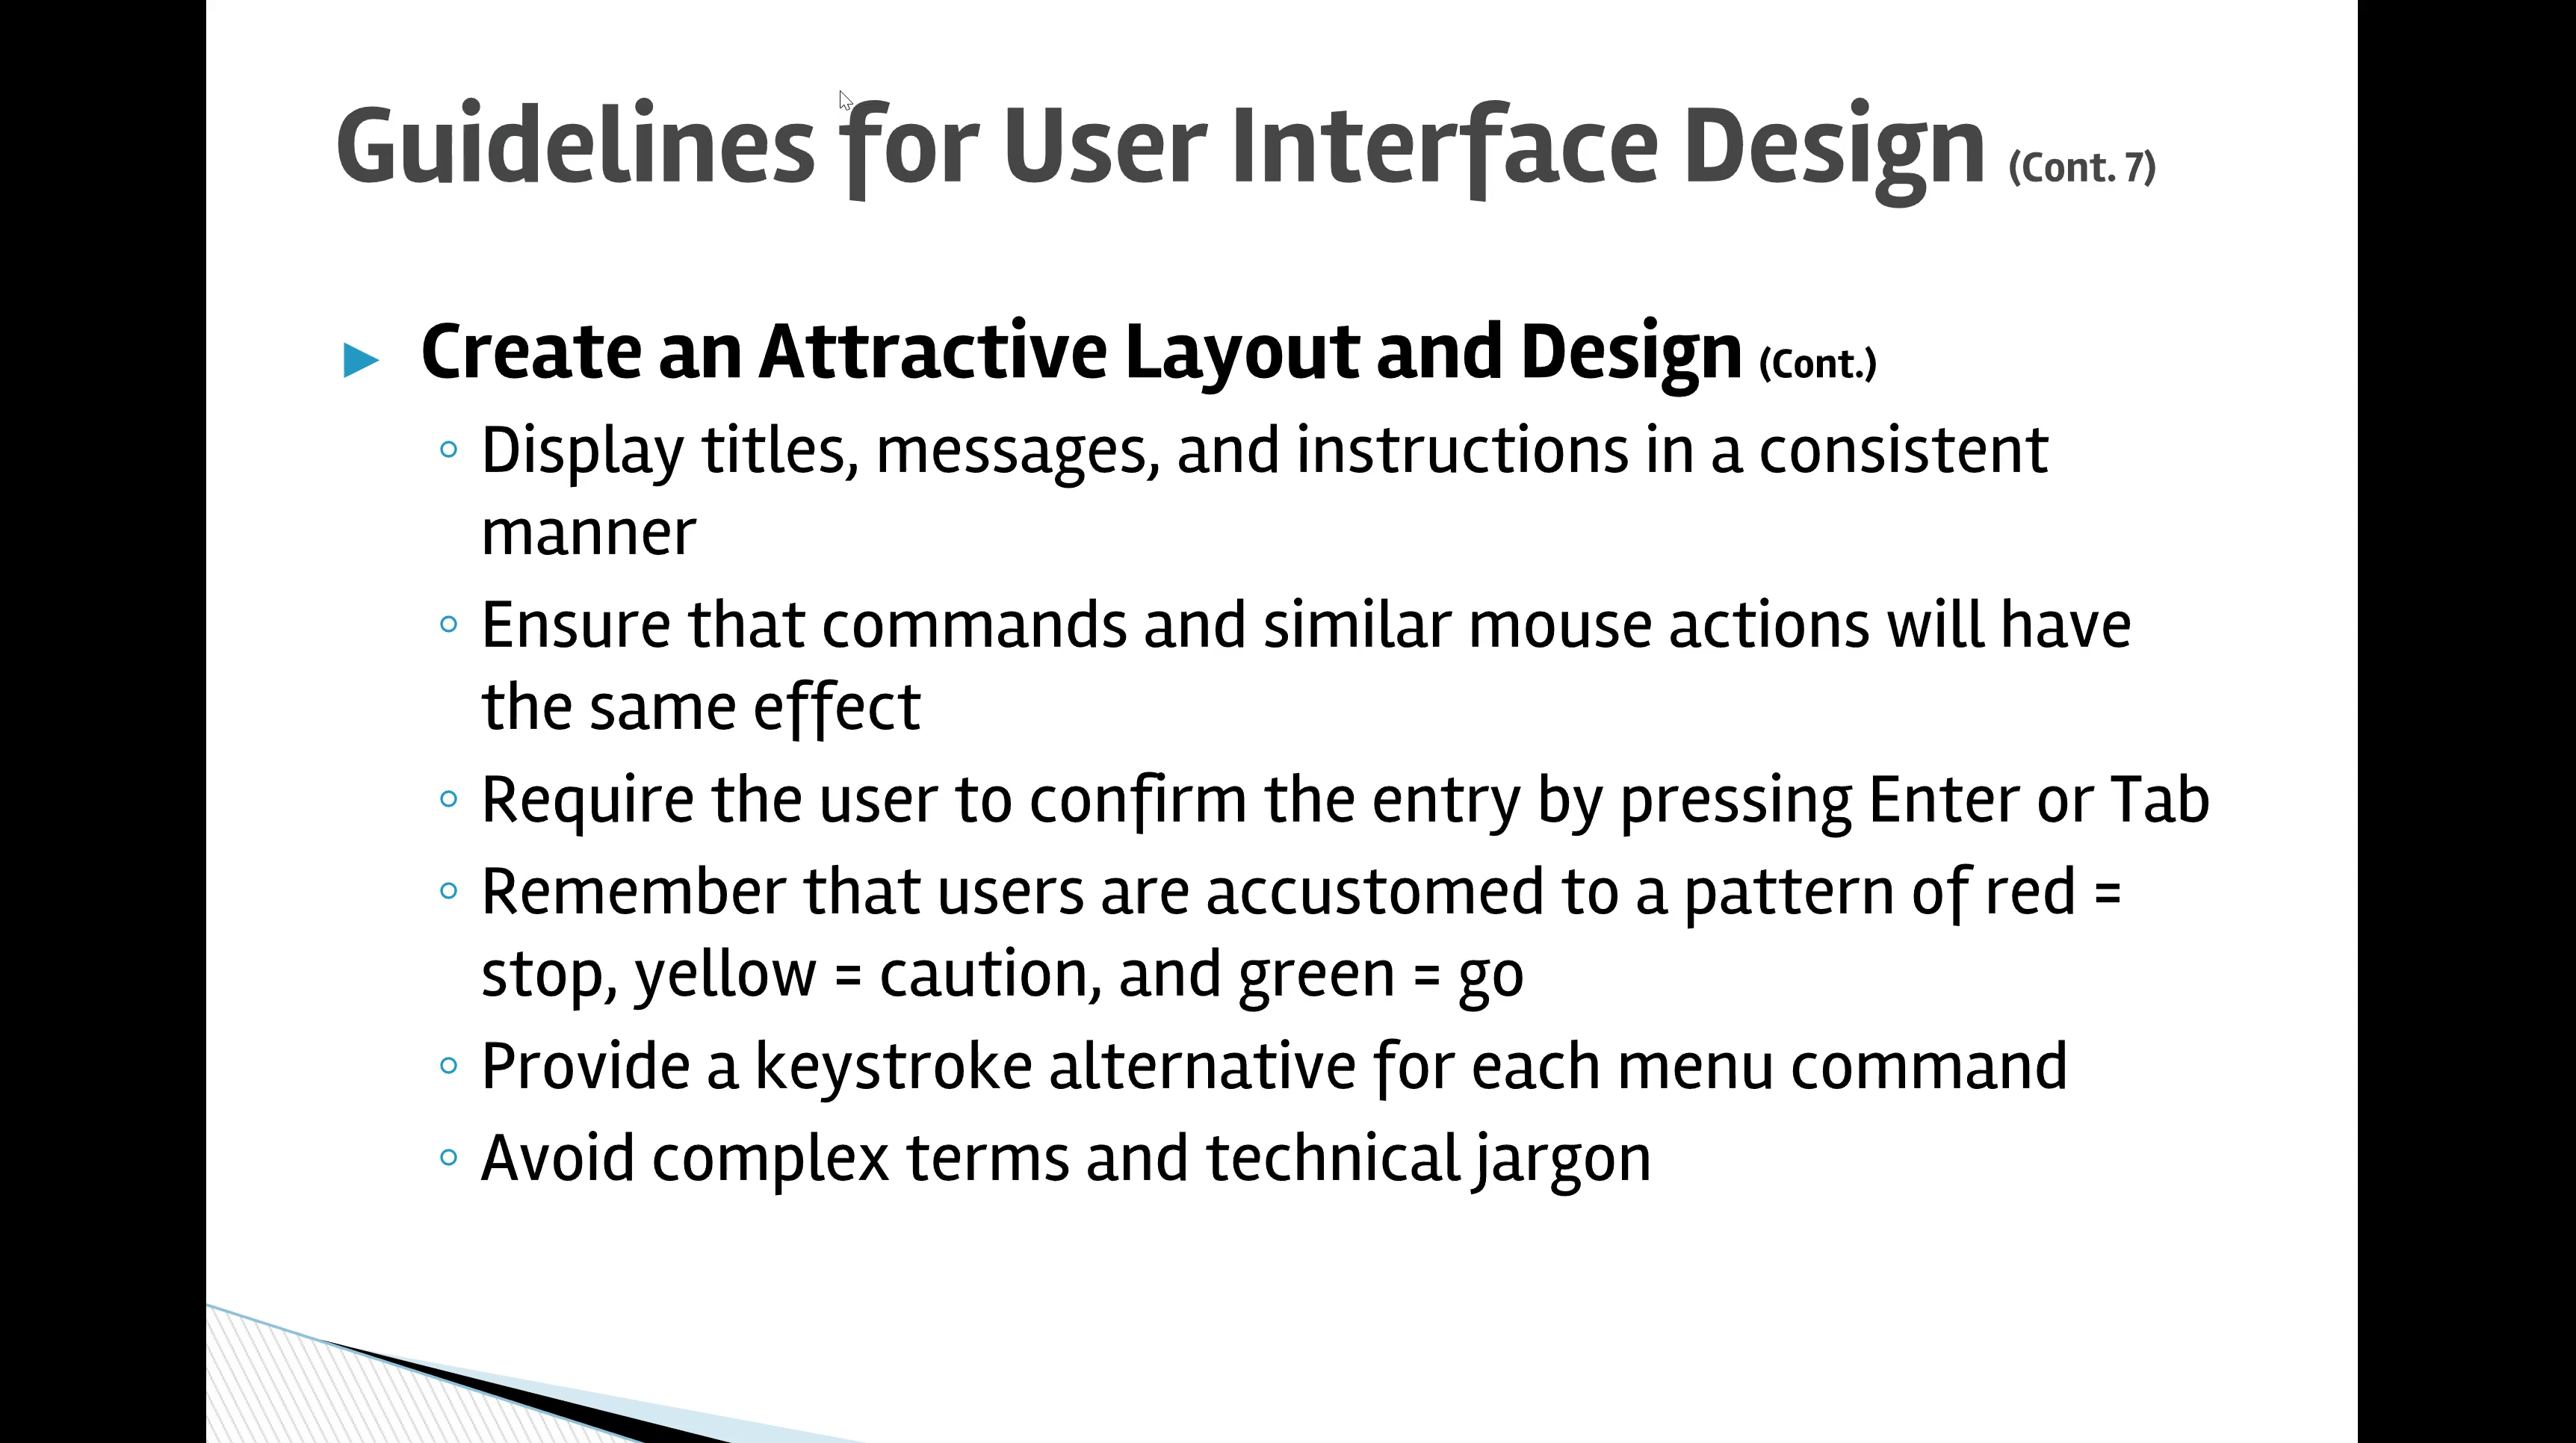 Guidelines for User Interface Design (Cont. 7)
Create an Attractive Layout and Design (Cont.)
Display titles, messages, and instructions in a consistent
manner
Ensure that commands and similar mouse actions will have
the same effect
Require the user to confirm the entry by pressing Enter or Tab
Remember that users are accustomed to a pattern of red =
stop, yellow = caution, and green = go
Provide a keystroke alternative for each menu command
Avoid complex terms and technical jargon